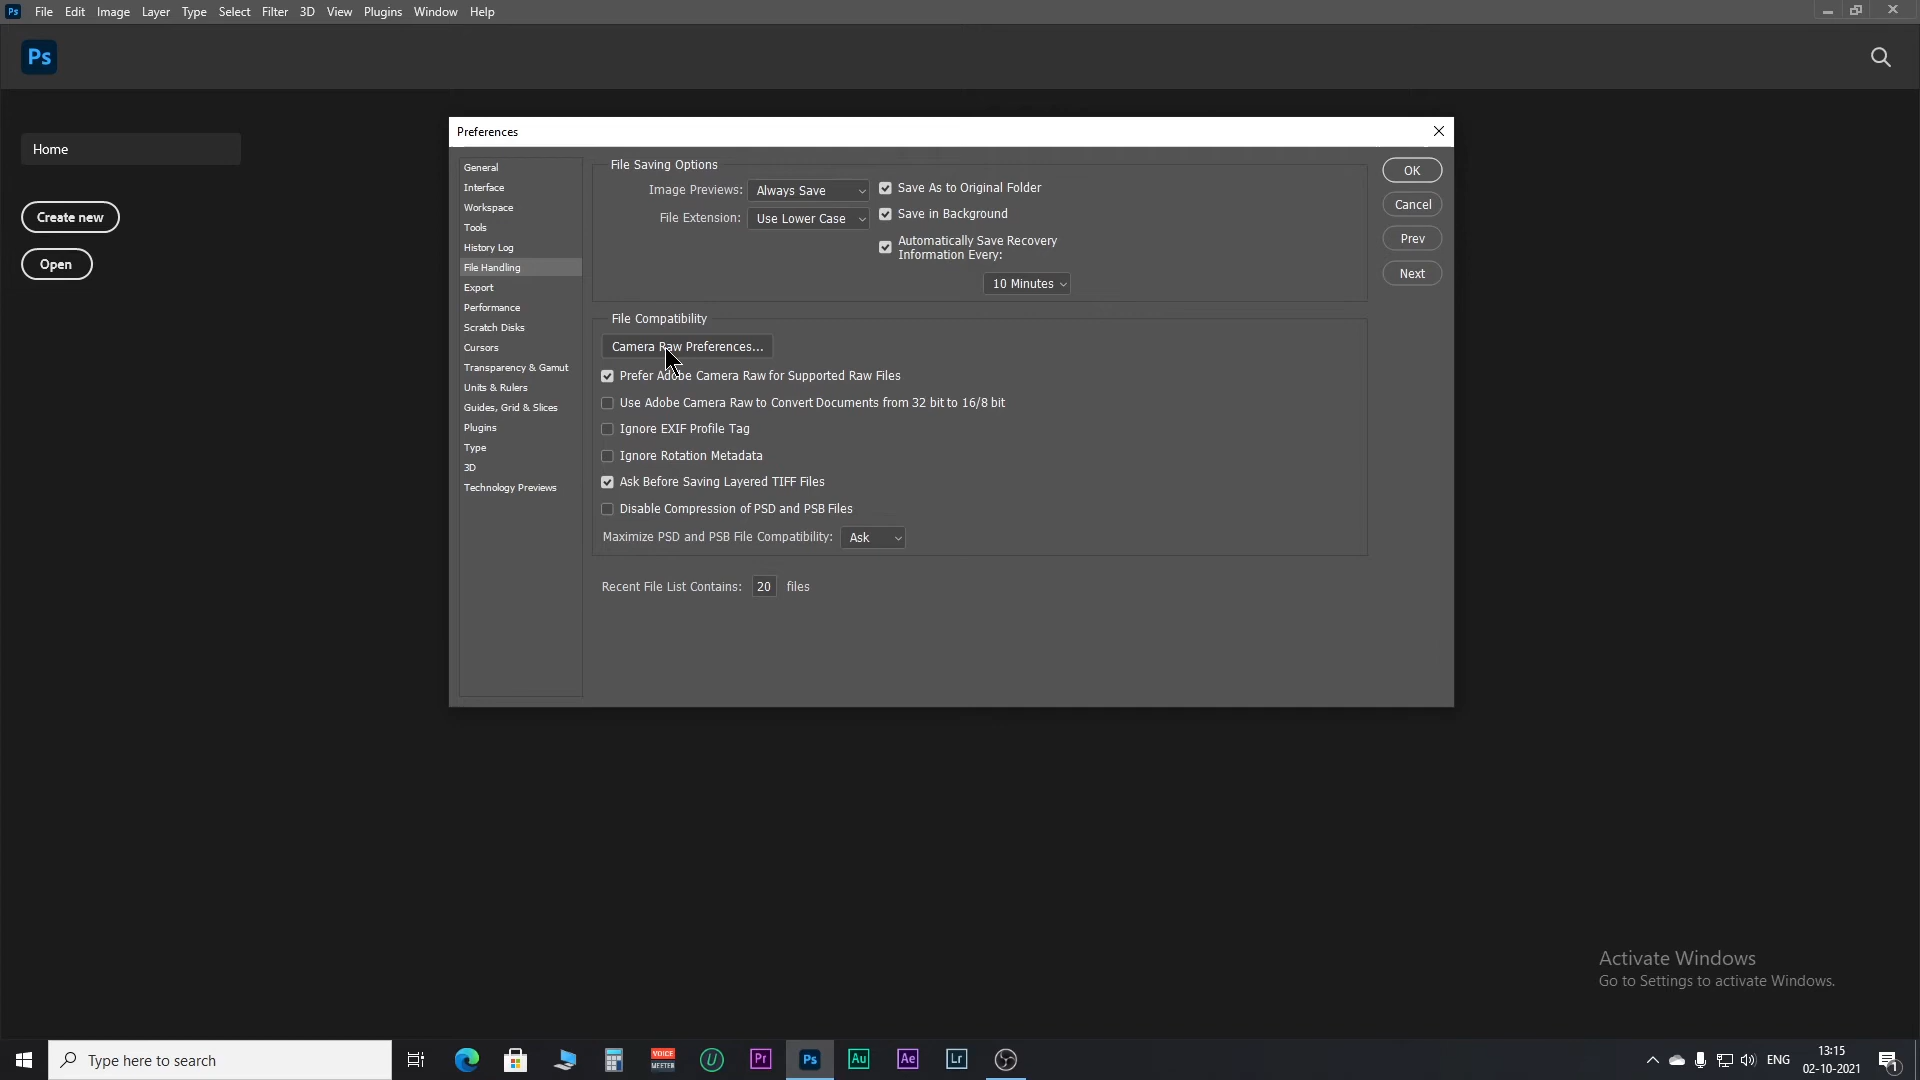 Ps File Edit Image Layer Type Select Filter 3D View Plugins Window Help
Ps
Home
Create new
Open
Preferences
General
Interface
Workspace
Tools
History Log
File Handling
Export
Performance
Scratch Disks
Cursors
Transparency & Gamut
Units & Rulers
Guides, Grid & Slices
Plugins
Type
3D
Technology Previews
File Saving Options
Image Previews: Always Save
File Extension: Use Lower Case
Save As to Original Folder
Save in Background
Automatically Save Recovery
Information Every:
10 Minutes
File Compatibility
Camera Raw Preferences...
Prefer Adobe Camera Raw for Supported Raw Files
Use Adobe Camera Raw to Convert Documents from 32 bit to 16/8 bit
Ignore EXIF Profile Tag
Ignore Rotation Metadata
Ask Before Saving Layered TIFF Files
Disable Compression of PSD and PSB Files
Maximize PSD and PSB File Compatibility: Ask
Recent File List Contains: 20 files
OK
Cancel
Prev
Next
Activate Windows
Go to Settings to activate Windows.
Type here to search
VOICE
MEETER
U
Pr
Ps
Au
Ae
Lr
ENG
13:15
02-10-2021
1